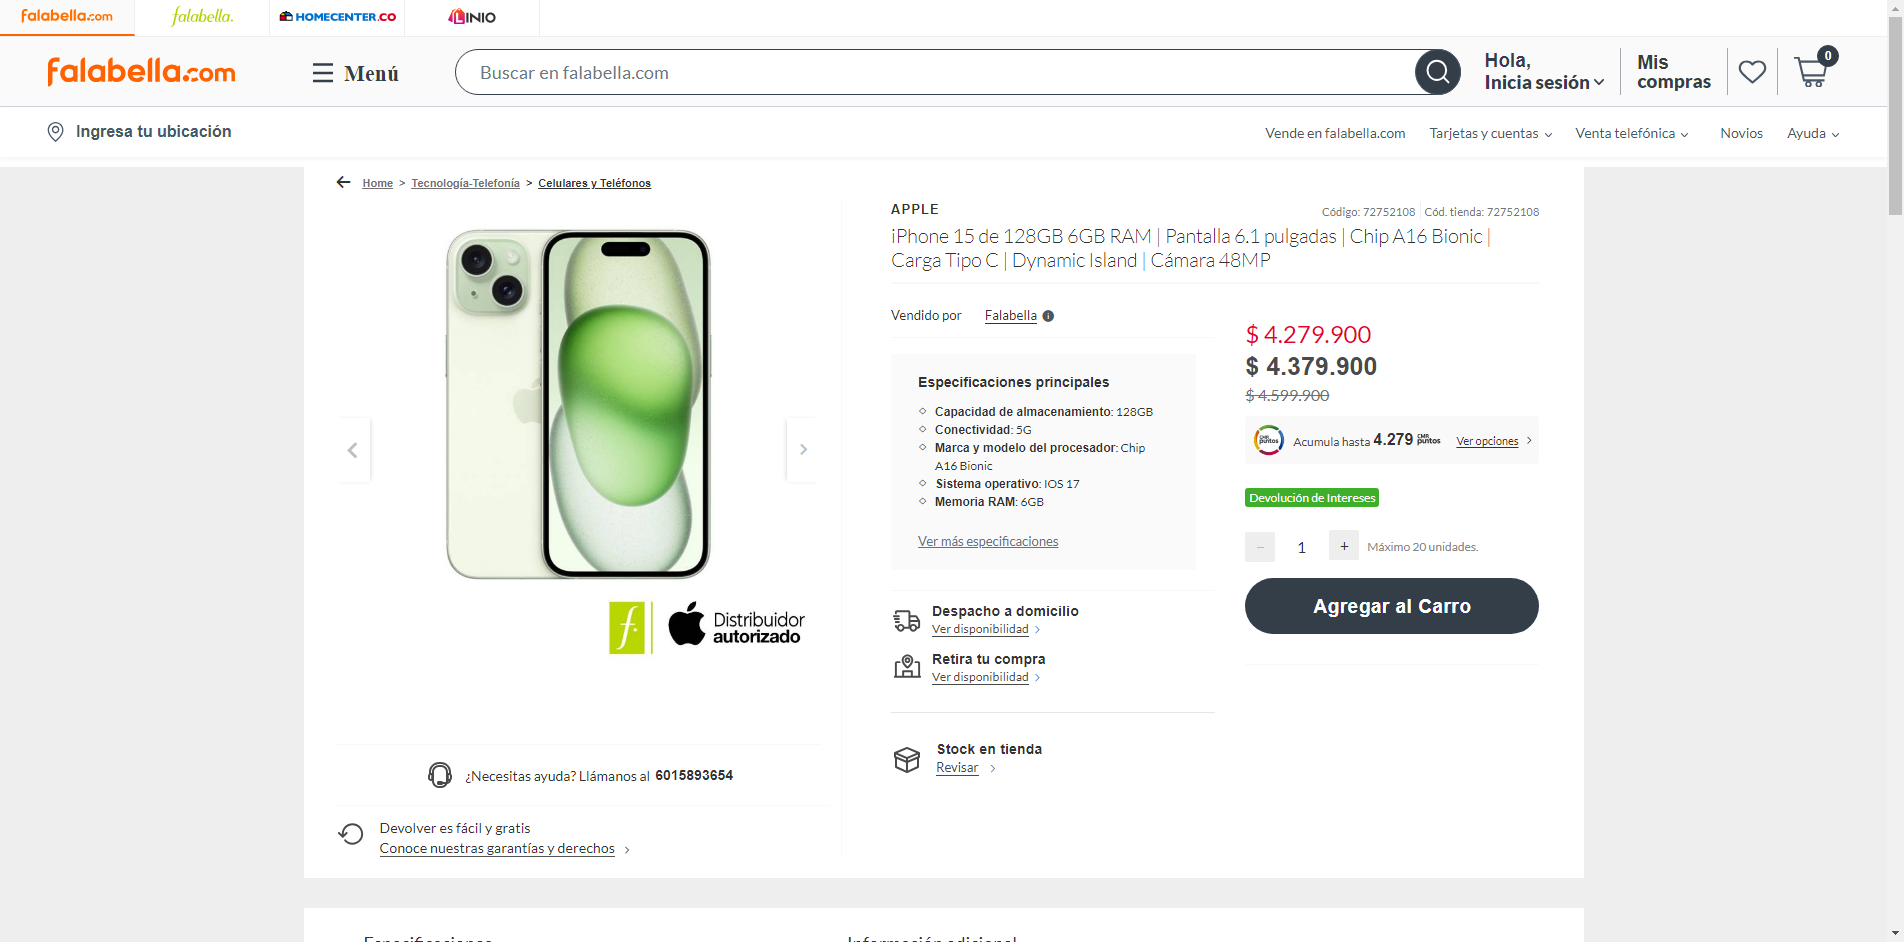 falabella.com
falabella.
HOMECENTER.CO
LINIO
falabella.com
Menú
Buscar en falabella.com
Hola,
Inicia sesión
Mis
compras
0
Ingresa tu ubicación
Vende en falabella.com
Tarjetas y cuentas
Venta telefónica
Novios
Ayuda
Home > Tecnología-Telefonía > Celulares y Teléfonos
f.
Distribuidor
autorizado
¿Necesitas ayuda? Llámanos al 6015893654
Devolver es fácil y gratis
Conoce nuestras garantías y derechos >
APPLE
Código: 72752108 Cód. tienda: 72752108
iPhone 15 de 128GB 6GB RAM | Pantalla 6.1 pulgadas | Chip A16 Bionic |
Carga Tipo C | Dynamic Island | Cámara 48MP
Vendido por Falabella
Especificaciones principales
Capacidad de almacenamiento: 128GB
Conectividad: 5G
Marca y modelo del procesador: Chip
A16 Bionic
Sistema operativo: IOS 17
Memoria RAM: 6GB
Ver más especificaciones
Despacho a domicilio
Ver disponibilidad >
Retira tu compra
Ver disponibilidad >
Stock en tienda
Revisar >
$ 4.279.900
$ 4.379.900
$ 4.599.900
CMR puntos
Acumula hasta 4.279 CMR puntos Ver opciones >
Devolución de Intereses
– 1 + Máximo 20 unidades.
Agregar al Carro
Especificaciones
Información adicional